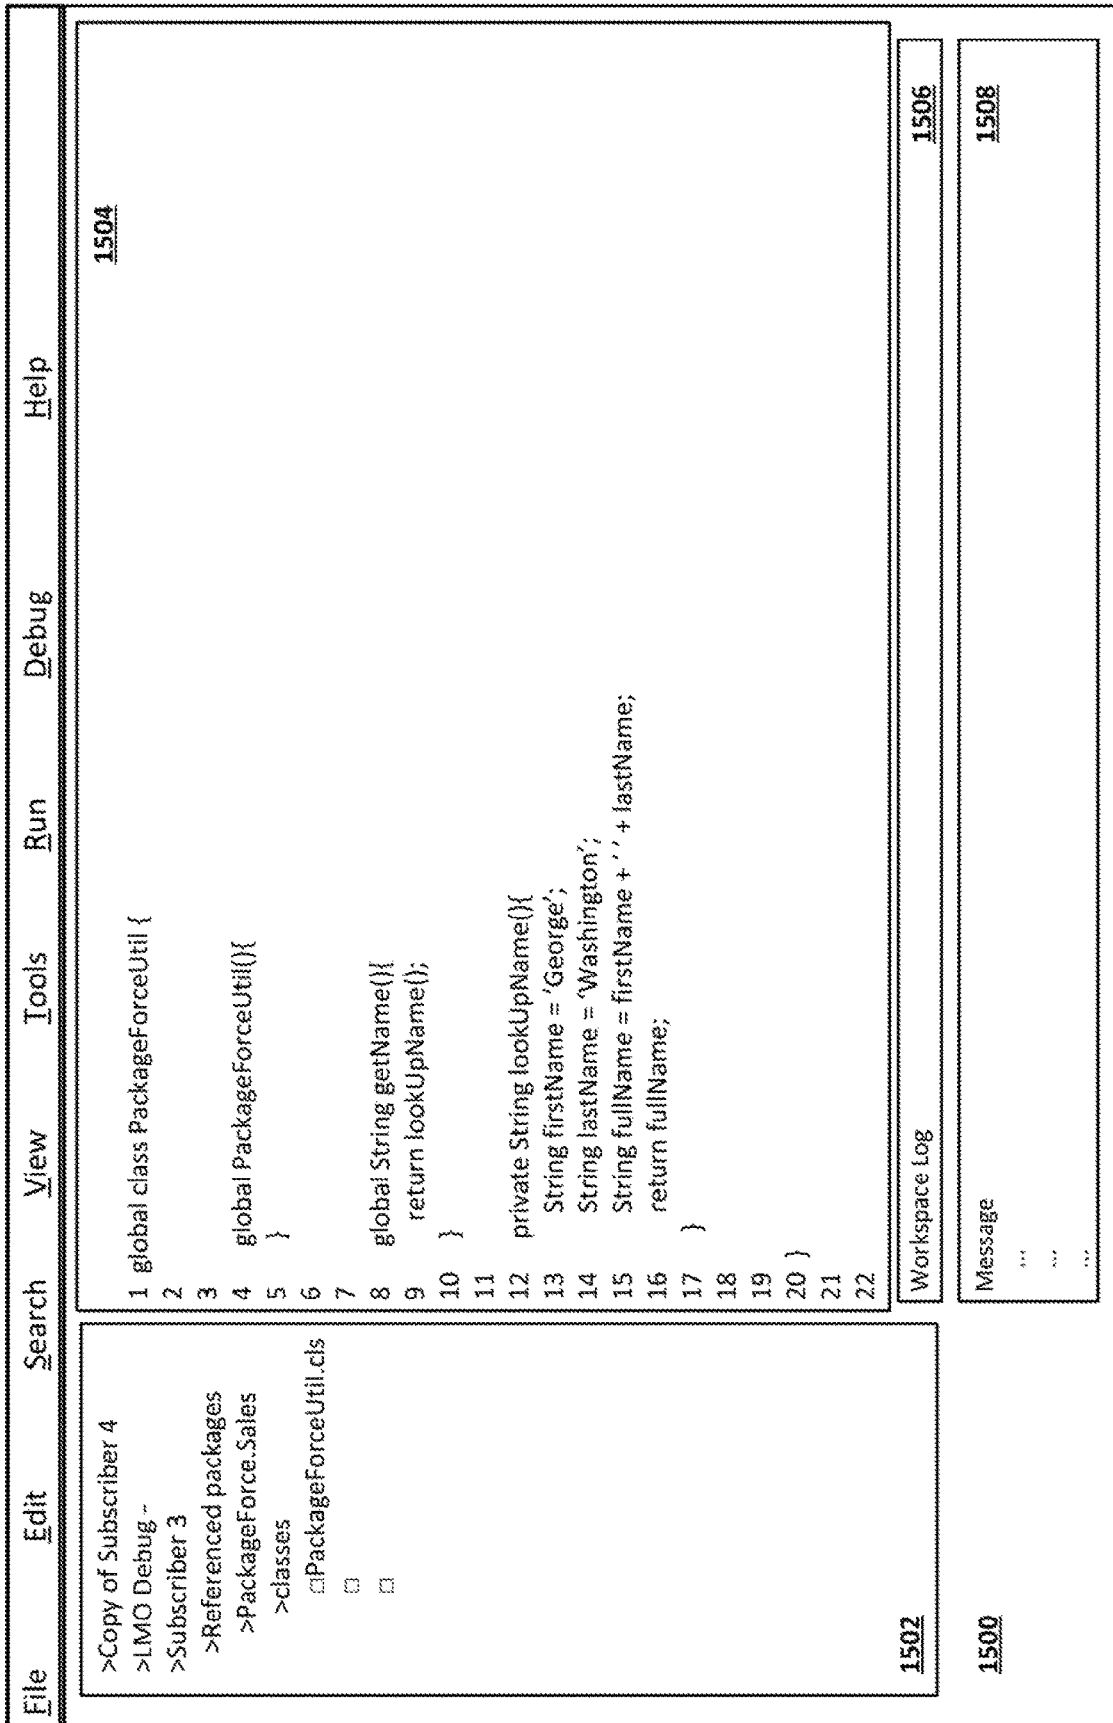 File Edit Search View Tools Run Debug Help
>Copy of Subscriber 4
>LMO Debug –
>Subscriber 3
>Referenced packages
>PackageForce.Sales
>classes
□PackageForceUtil.cls
□
□
1502
1504
1 global class PackageForceUtil {
2
3
4 global PackageForceUtil(){
5 }
6
7
8 global String getName(){
9 return lookUpName();
10 }
11
12 private String lookUpName(){
13 String firstName = 'George';
14 String lastName = 'Washington';
15 String fullName = firstName + ' ' + lastName;
16 return fullName;
17 }
18
19
20 }
21
22
Workspace Log 1506
Message 1508
...
...
...
1500